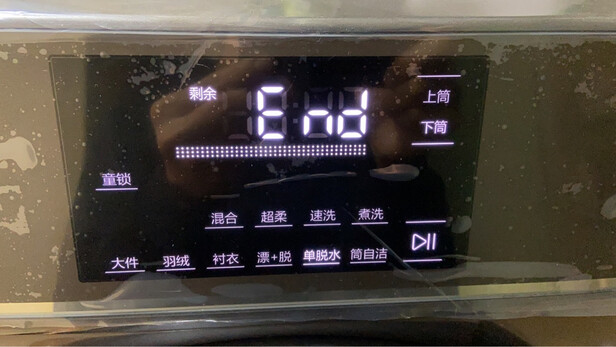 剩余 End
上筒
下筒
童锁
混合 超柔 速洗 煮洗
大件 羽绒 衬衣 漂+脱 单脱水 筒自洁